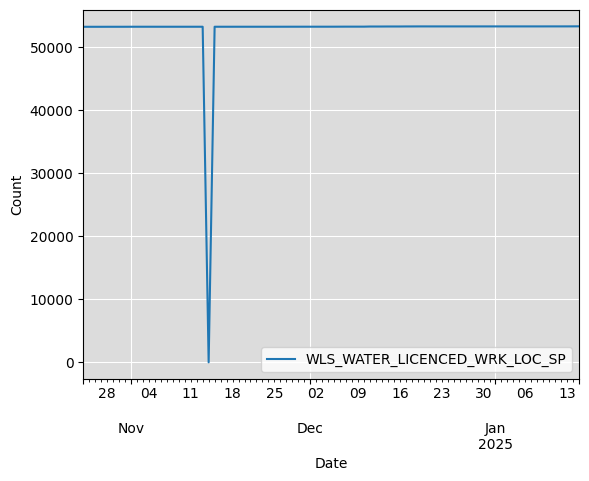 50000
40000
30000
20000
10000
0
Count
WLS_WATER_LICENCED_WRK_LOC_SP
28 04 11 18 25 02 09 16 23 30 06 13
Nov Dec Jan
2025
Date